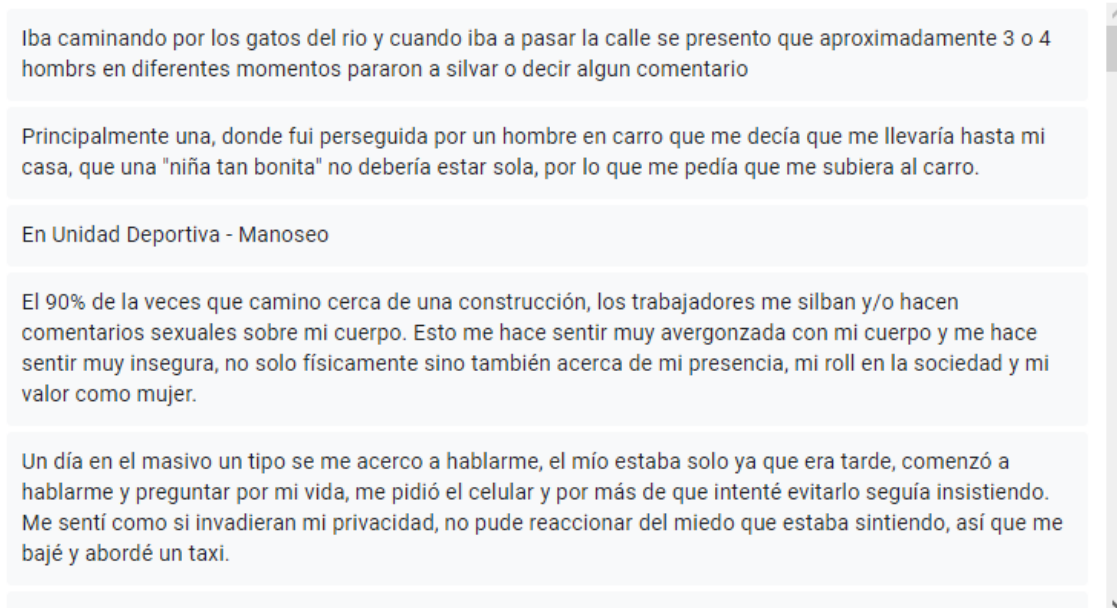 Iba caminando por los gatos del rio y cuando iba a pasar la calle se presento que aproximadamente 3 o 4
hombrs en diferentes momentos pararon a silvar o decir algun comentario
Principalmente una, donde fui perseguida por un hombre en carro que me decía que me llevaría hasta mi
casa, que una "niña tan bonita" no debería estar sola, por lo que me pedía que me subiera al carro.
En Unidad Deportiva - Manoseo
El 90% de la veces que camino cerca de una construcción, los trabajadores me silban y/o hacen
comentarios sexuales sobre mi cuerpo. Esto me hace sentir muy avergonzada con mi cuerpo y me hace
sentir muy insegura, no solo físicamente sino también acerca de mi presencia, mi roll en la sociedad y mi
valor como mujer.
Un día en el masivo un tipo se me acerco a hablarme, el mío estaba solo ya que era tarde, comenzó a
hablarme y preguntar por mi vida, me pidió el celular y por más de que intenté evitarlo seguía insistiendo.
Me sentí como si invadieran mi privacidad, no pude reaccionar del miedo que estaba sintiendo, así que me
bajé y abordé un taxi.